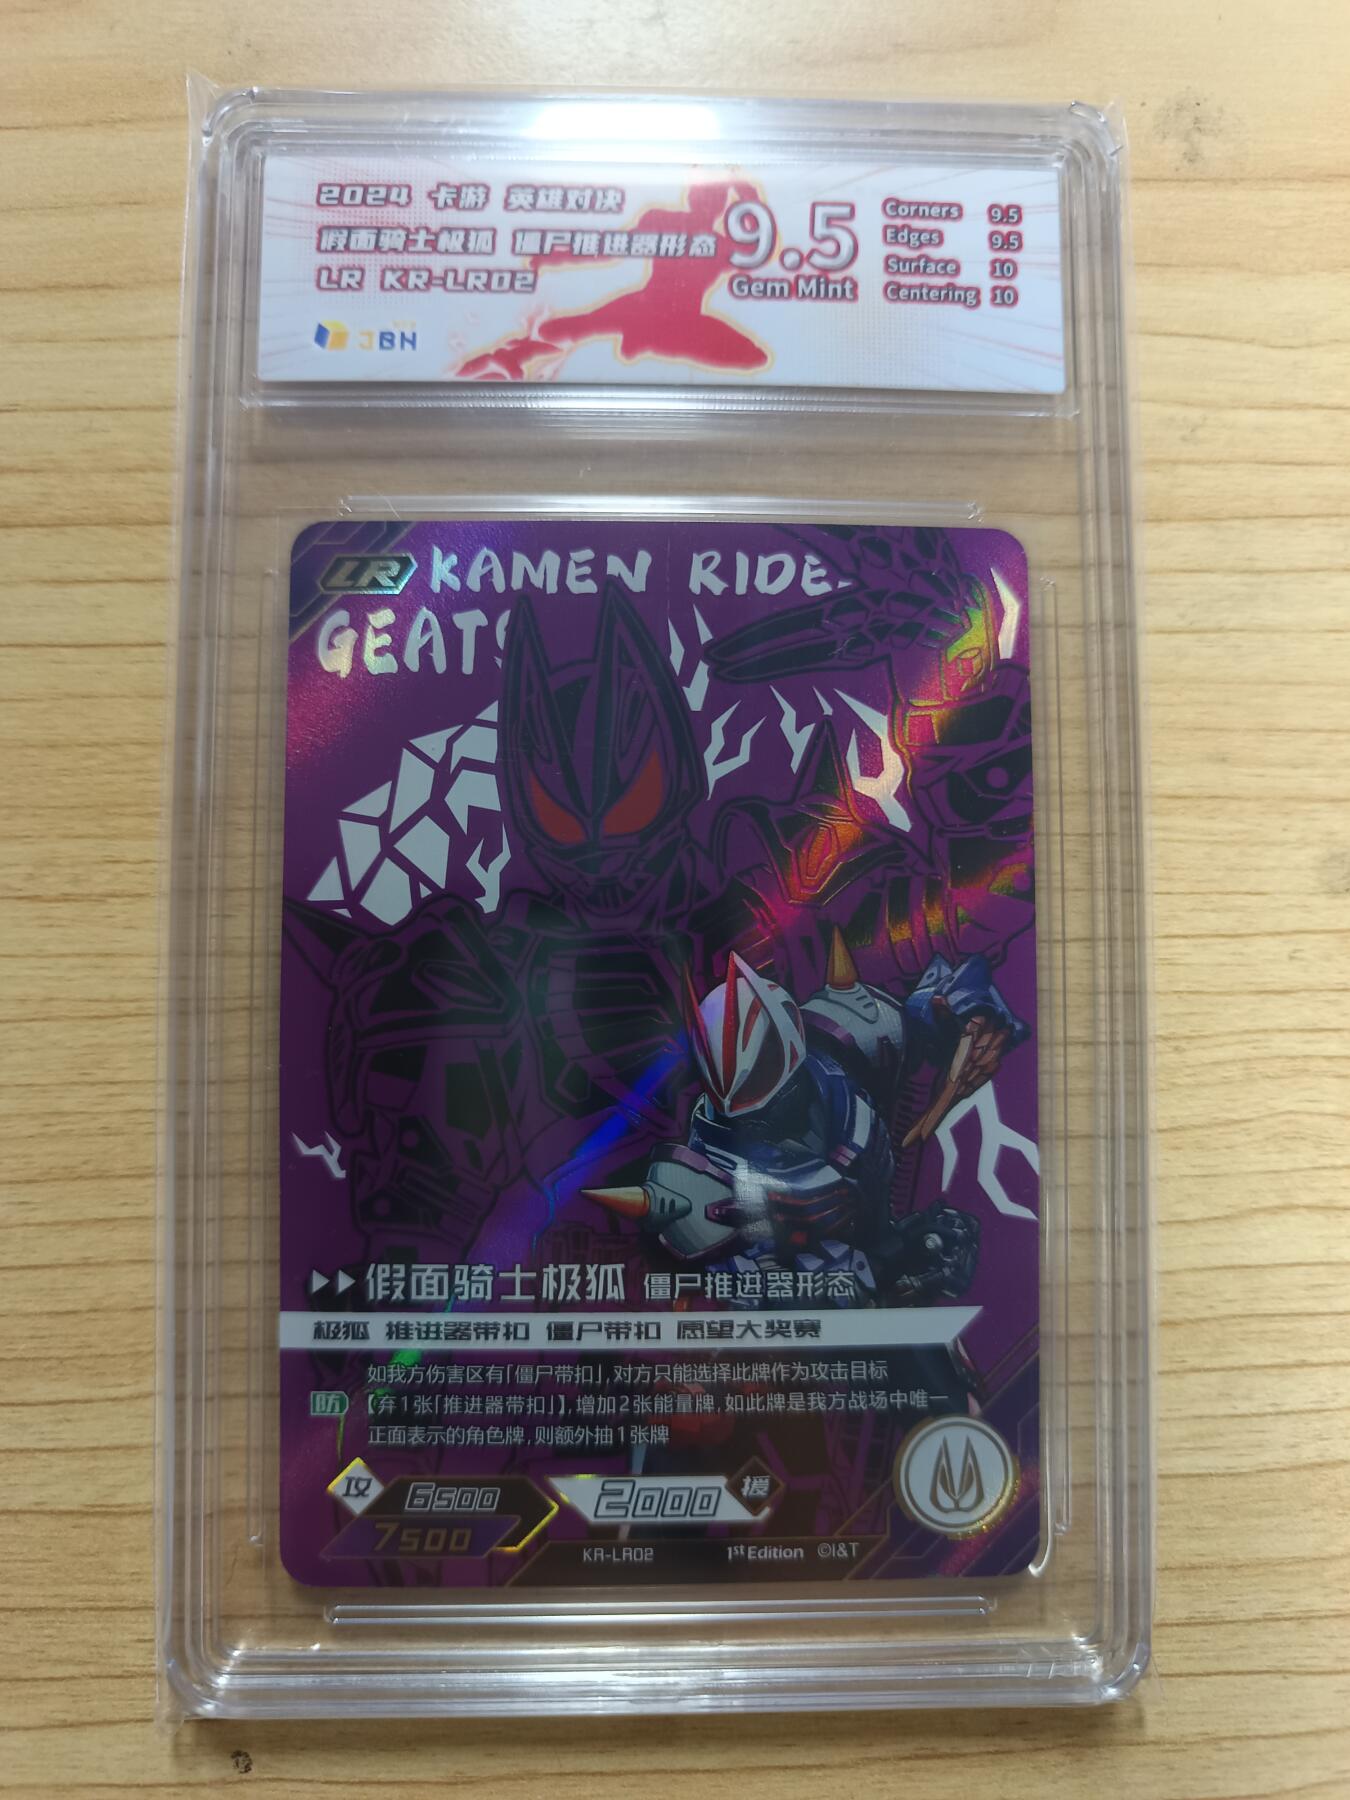 2024 卡游 英雄对决
假面骑士极狐 僵尸推进器形态
LR KR-LR02
JBH
9.5
Gem Mint
Corners 9.5
Edges 9.5
Surface 10
Centering 10
LR KAMEN RIDE
GEATS
假面骑士极狐 僵尸推进器形态
极狐 推进器带扣 僵尸带扣 愿望大奖赛
如我方伤害区有「僵尸带扣」,对方只能选择此牌作为攻击目标
防 【弃1张「推进器带扣」】,增加2张能量牌,如此牌是我方战场中唯一
正面表示的角色牌,则额外抽1张牌
攻 6500 2000 援
7500
KR-LR02 1st Edition ©I&T